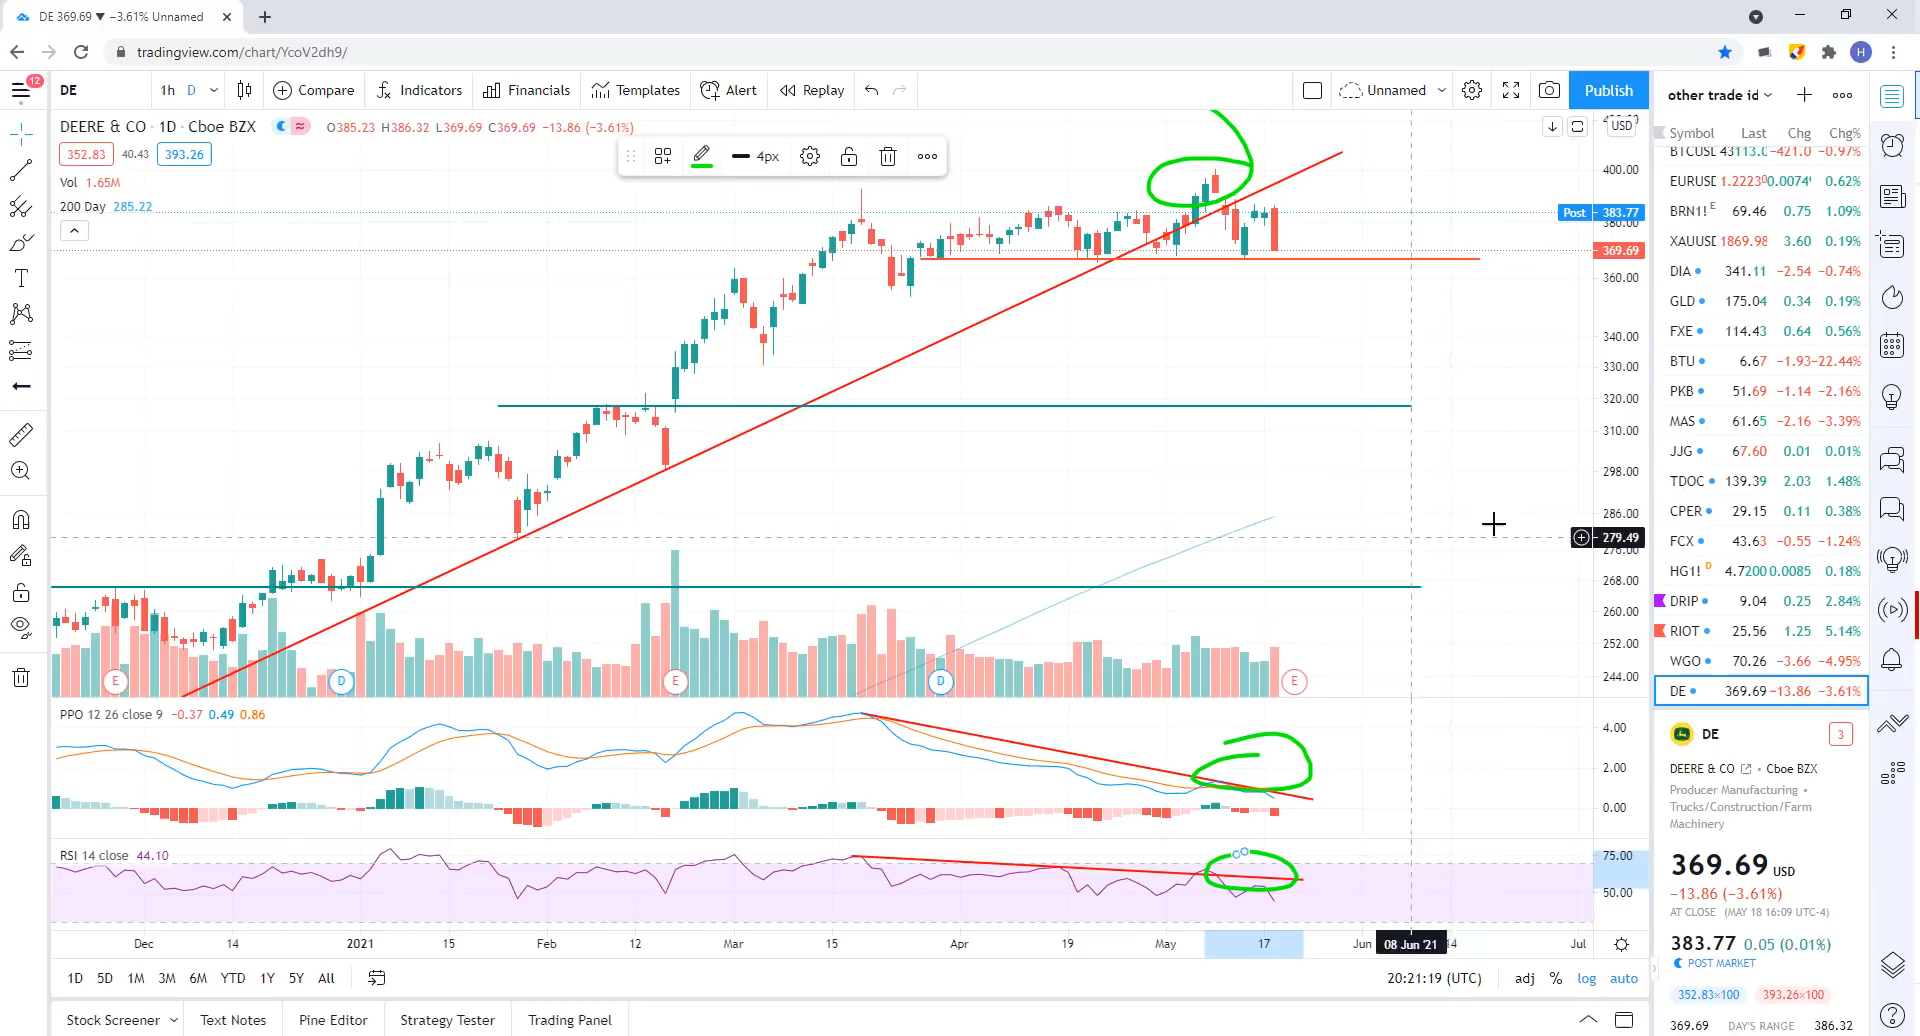 DE 369.69 ▼ −3.61% Unnamed
tradingview.com/chart/YcoV2dh9/
12
DE
1h D
Compare
Indicators
Financials
Templates
Alert
Replay
Unnamed
Publish
DEERE & CO · 1D · Cboe BZX
O385.23 H386.32 L369.69 C369.69 −13.86 (−3.61%)
352.83 40.43 393.26
Vol 1.65M
200 Day 285.22
4px
USD
400.00
Post 383.77
380.00
369.69
360.00
340.00
320.00
310.00
298.00
286.00
279.49
276.00
268.00
260.00
252.00
244.00
E D E D E
PPO 12 26 close 9 −0.37 0.49 0.86
4.00
2.00
0.00
RSI 14 close 44.10
75.00
50.00
Dec 14 2021 15 Feb 12 Mar 15 Apr 19 May 17 Jun 08 Jun '21 14 Jul
1D 5D 1M 3M 6M YTD 1Y 5Y All
20:21:19 (UTC) adj % log auto
Stock Screener Text Notes Pine Editor Strategy Tester Trading Panel
other trade id
Symbol Last Chg Chg%
BTCUSD 43113.0 −421.0 −0.97%
EURUSD 1.22230 0.0074 0.62%
BRN1! E 69.46 0.75 1.09%
XAUUSD 1869.98 3.60 0.19%
DIA 341.11 −2.54 −0.74%
GLD 175.04 0.34 0.19%
FXE 114.43 0.64 0.56%
BTU 6.67 −1.93 −22.44%
PKB 51.69 −1.14 −2.16%
MAS 61.65 −2.16 −3.39%
JJG 67.60 0.01 0.01%
TDOC 139.39 2.03 1.48%
CPER 29.15 0.11 0.38%
FCX 43.63 −0.55 −1.24%
HG1! D 4.7200 0.0085 0.18%
DRIP 9.04 0.25 2.84%
RIOT 25.56 1.25 5.14%
WGO 70.26 −3.66 −4.95%
DE 369.69 −13.86 −3.61%
DE 3
DEERE & CO • Cboe BZX
Producer Manufacturing •
Trucks/Construction/Farm
Machinery
369.69 USD
−13.86 (−3.61%)
AT CLOSE (MAY 18 16:09 UTC-4)
383.77 0.05 (0.01%)
POST MARKET
352.83×100 393.26×100
369.69 DAY'S RANGE 386.32
H